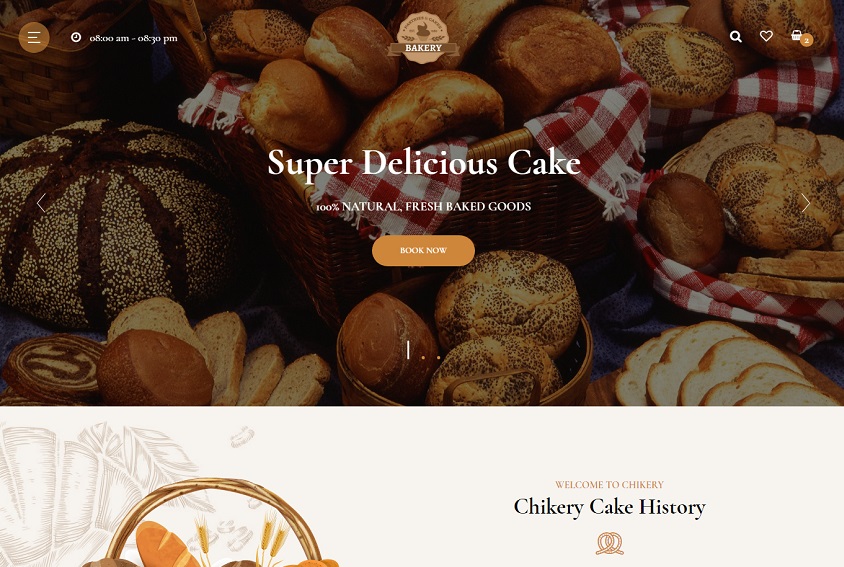 08:00 am - 08:30 pm
BAKERY
2
Super Delicious Cake
100% NATURAL, FRESH BAKED GOODS
BOOK NOW
WELCOME TO CHIKERY
Chikery Cake History